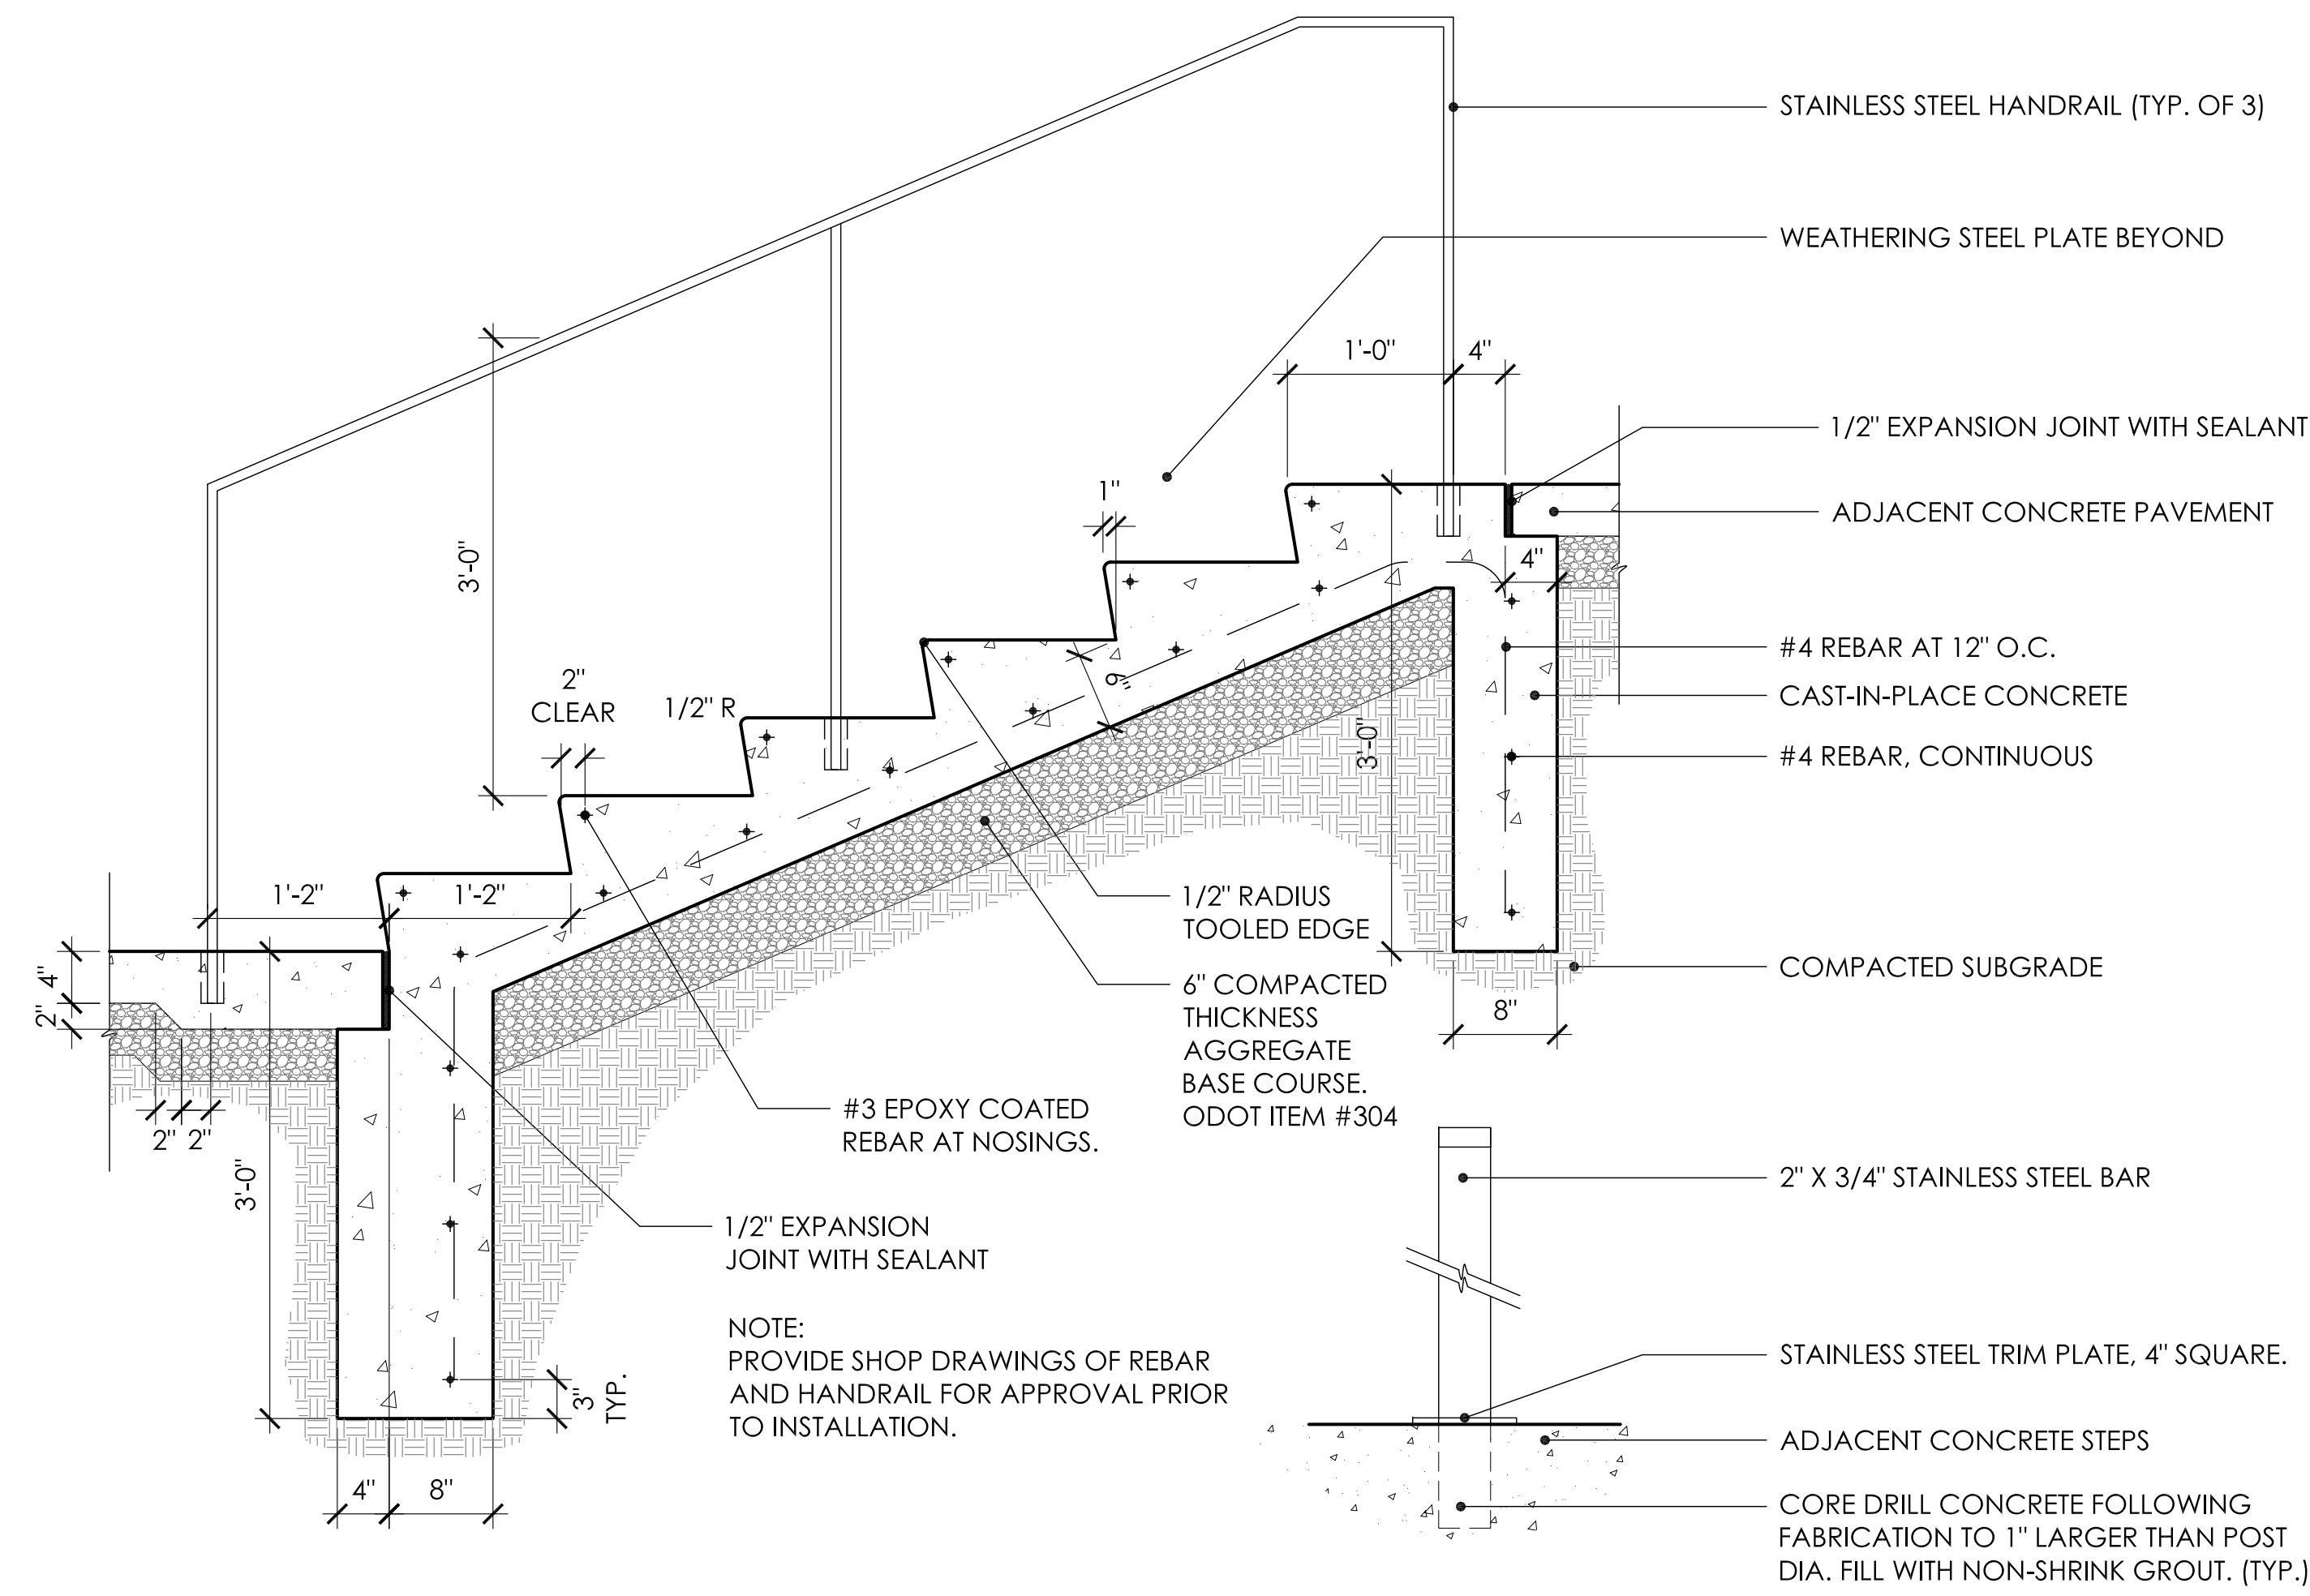 STAINLESS STEEL HANDRAIL (TYP. OF 3)
WEATHERING STEEL PLATE BEYOND
1'-0"
4"
1/2" EXPANSION JOINT WITH SEALANT
1"
ADJACENT CONCRETE PAVEMENT
3'-0"
4"
#4 REBAR AT 12" O.C.
2"
CLEAR
1/2" R
6"
CAST-IN-PLACE CONCRETE
3'-0"
#4 REBAR, CONTINUOUS
1'-2"
1'-2"
1/2" RADIUS
TOOLED EDGE
COMPACTED SUBGRADE
4"
2"
6" COMPACTED
THICKNESS
AGGREGATE
BASE COURSE.
ODOT ITEM #304
8"
2"
2"
#3 EPOXY COATED
REBAR AT NOSINGS.
3'-0"
2" X 3/4" STAINLESS STEEL BAR
1/2" EXPANSION
JOINT WITH SEALANT
NOTE:
PROVIDE SHOP DRAWINGS OF REBAR
AND HANDRAIL FOR APPROVAL PRIOR
TO INSTALLATION.
3"
TYP.
STAINLESS STEEL TRIM PLATE, 4" SQUARE.
ADJACENT CONCRETE STEPS
4"
8"
CORE DRILL CONCRETE FOLLOWING
FABRICATION TO 1" LARGER THAN POST
DIA. FILL WITH NON-SHRINK GROUT. (TYP.)